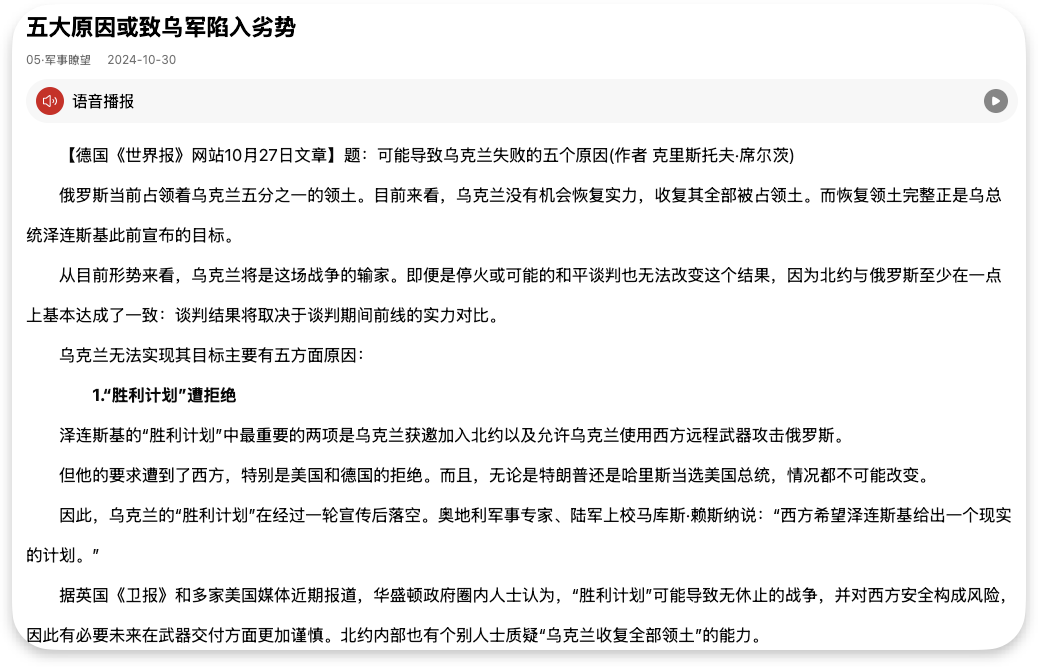 五大原因或致乌军陷入劣势
05·军事瞭望 2024-10-30
语音播报
【德国《世界报》网站10月27日文章】题：可能导致乌克兰失败的五个原因(作者 克里斯托夫·席尔茨)
俄罗斯当前占领着乌克兰五分之一的领土。目前来看，乌克兰没有机会恢复实力，收复其全部被占领土。而恢复领土完整正是乌总
统泽连斯基此前宣布的目标。
从目前形势来看，乌克兰将是这场战争的输家。即便是停火或可能的和平谈判也无法改变这个结果，因为北约与俄罗斯至少在一点
上基本达成了一致：谈判结果将取决于谈判期间前线的实力对比。
乌克兰无法实现其目标主要有五方面原因：
1.“胜利计划”遭拒绝
泽连斯基的“胜利计划”中最重要的两项是乌克兰获邀加入北约以及允许乌克兰使用西方远程武器攻击俄罗斯。
但他的要求遭到了西方，特别是美国和德国的拒绝。而且，无论是特朗普还是哈里斯当选美国总统，情况都不可能改变。
因此，乌克兰的“胜利计划”在经过一轮宣传后落空。奥地利军事专家、陆军上校马库斯·赖斯纳说：“西方希望泽连斯基给出一个现实
的计划。”
据英国《卫报》和多家美国媒体近期报道，华盛顿政府圈内人士认为，“胜利计划”可能导致无休止的战争，并对西方安全构成风险，
因此有必要未来在武器交付方面更加谨慎。北约内部也有个别人士质疑“乌克兰收复全部领土”的能力。